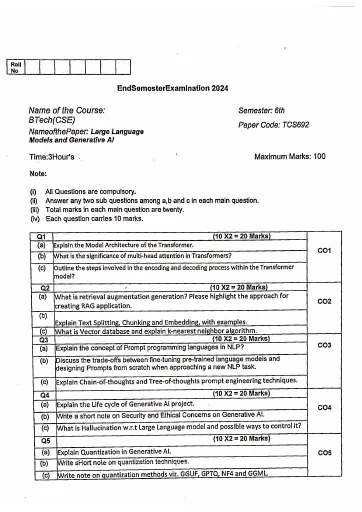 Roll
No
EndSemesterExamination 2024
Name of the Course:
Semester: 6th
BTech(CSE)
Paper Code: TCS692
NameofthePaper: Large Language
Models and Generative AI
Time:3Hour's
Maximum Marks: 100
Note:
(i) All Questions are compulsory.
(ii) Answer any two sub questions among a,b and c in each main question.
(iii) Total marks in each main question are twenty.
(iv) Each question carries 10 marks.
Q1 (10 X2 = 20 Marks)
(a) Explain the Model Architecture of the Transformer.
(b) What is the significance of multi-head attention in Transformers?
CO1
(c) Outline the steps involved in the encoding and decoding process within the Transformer
model?
Q2 (10 X2 = 20 Marks)
(a) What is retrieval augmentation generation? Please highlight the approach for
creating RAG application.
CO2
(b)
Explain Text Splitting, Chunking and Embedding, with examples.
(c) What is Vector database and explain k-nearest neighbor algorithm.
Q3 (10 X2 = 20 Marks)
(a) Explain the concept of Prompt programming languages in NLP?
CO3
(b) Discuss the trade-offs between fine-tuning pre-trained language models and
designing Prompts from scratch when approaching a new NLP task.
(c) Explain Chain-of-thoughts and Tree-of-thoughts prompt engineering techniques.
Q4 (10 X2 = 20 Marks)
(a) Explain the Life cycle of Generative AI project.
(b) Write a short note on Security and Ethical Concerns on Generative AI.
CO4
(c) What is Hallucination w.r.t Large Language model and possible ways to control it?
Q5 (10 X2 = 20 Marks)
(a) Explain Quantization in Generative AI.
CO5
(b) Write sHort note on quantization techniques.
(c) Write note on quantization methods viz. GGUF, GPTQ, NF4 and GGML.